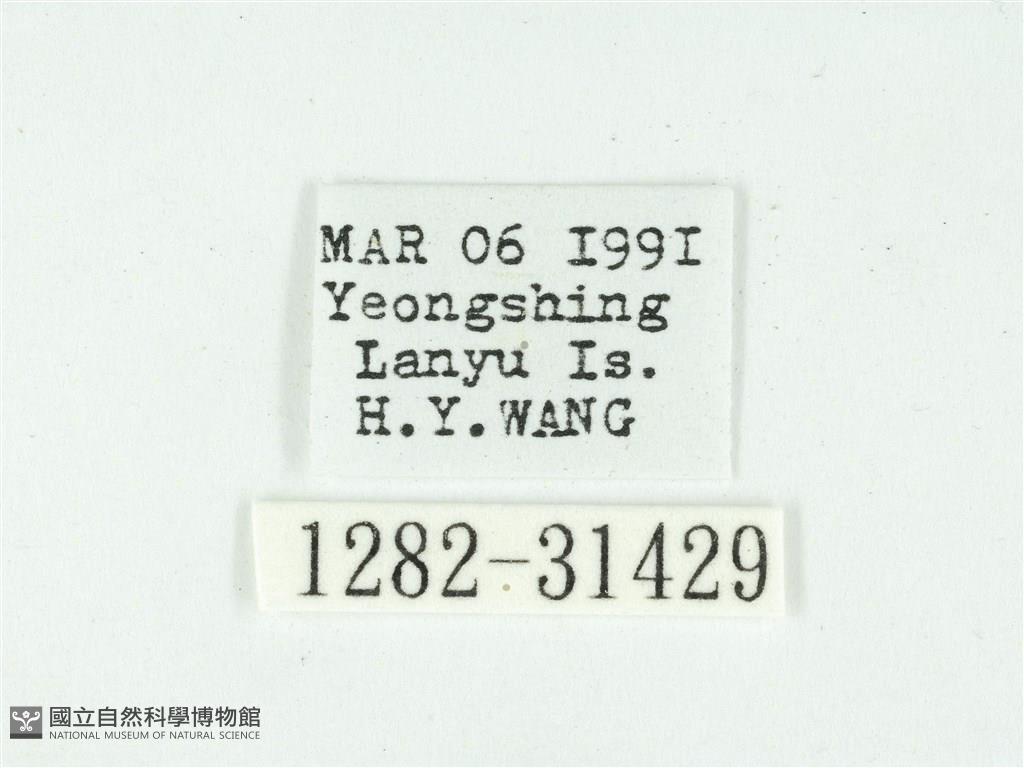 MAR 06 1991
Yeongshing
Lanyu Is.
H.Y.WANG
1282-31429
國立自然科學博物館
NATIONAL MUSEUM OF NATURAL SCIENCE